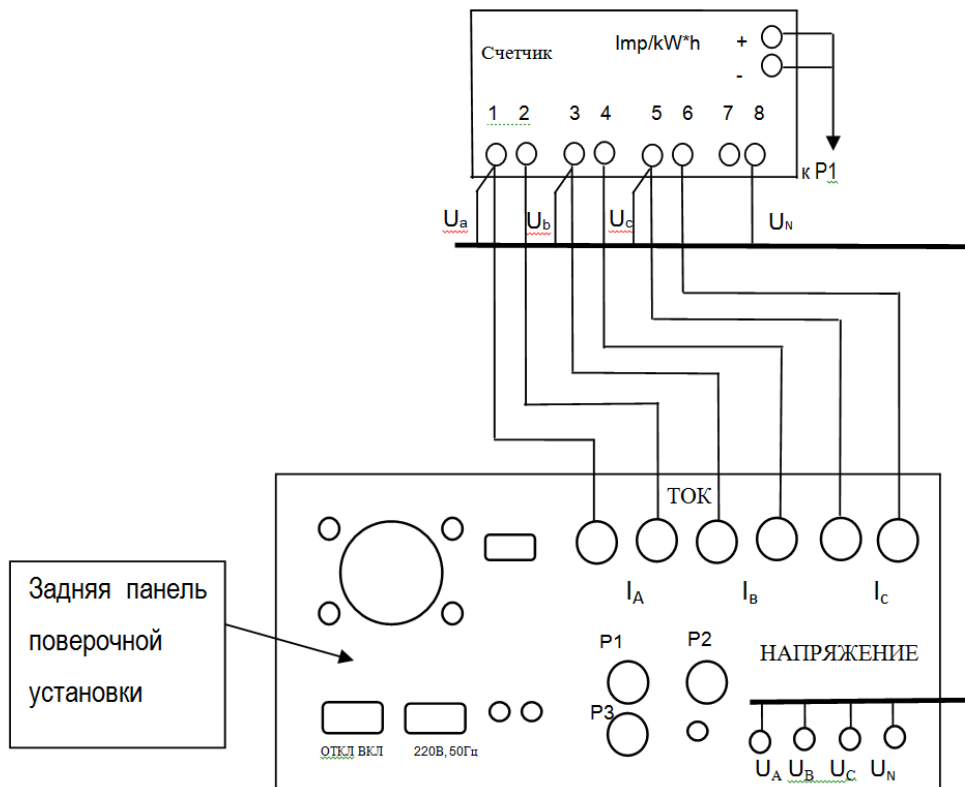 Счетчик Imp/kW*h +
-
1 2 3 4 5 6 7 8
к P1
Ua Ub Uc UN
ТОК
IA IB IC
Задняя панель
поверочной
установки
P1 P2
НАПРЯЖЕНИЕ
P3
ОТКЛ ВКЛ 220В, 50Гц
UA UB UC UN